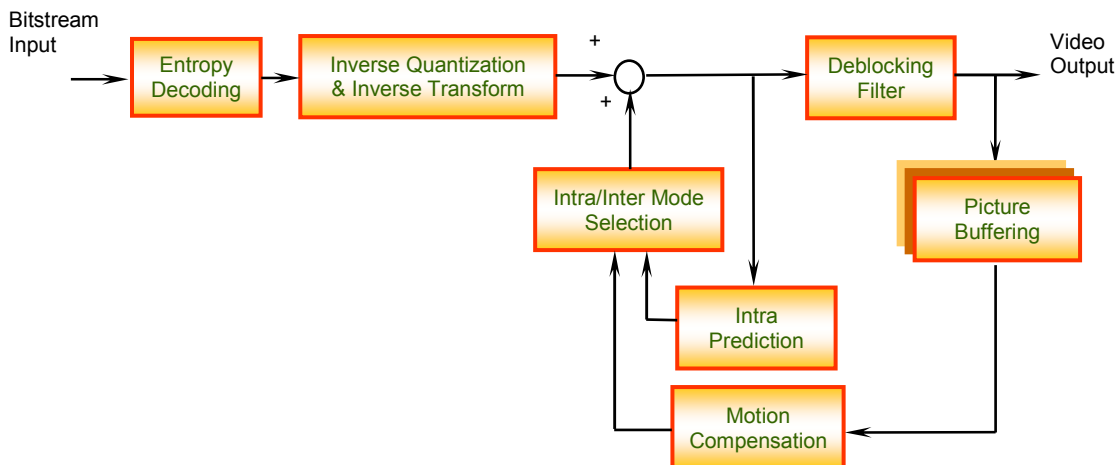 Bitstream
Input
Entropy
Decoding
Inverse Quantization
& Inverse Transform
+
+
Deblocking
Filter
Video
Output
Intra/Inter Mode
Selection
Picture
Buffering
Intra
Prediction
Motion
Compensation